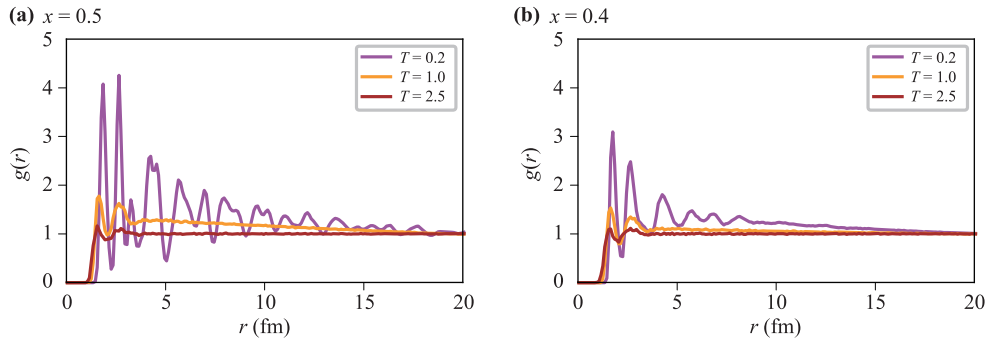 (a) x = 0.5
5
4
3
2
1
0
g(r)
0
5
10
15
20
r (fm)
T = 0.2
T = 1.0
T = 2.5
(b) x = 0.4
5
4
3
2
1
0
g(r)
0
5
10
15
20
r (fm)
T = 0.2
T = 1.0
T = 2.5